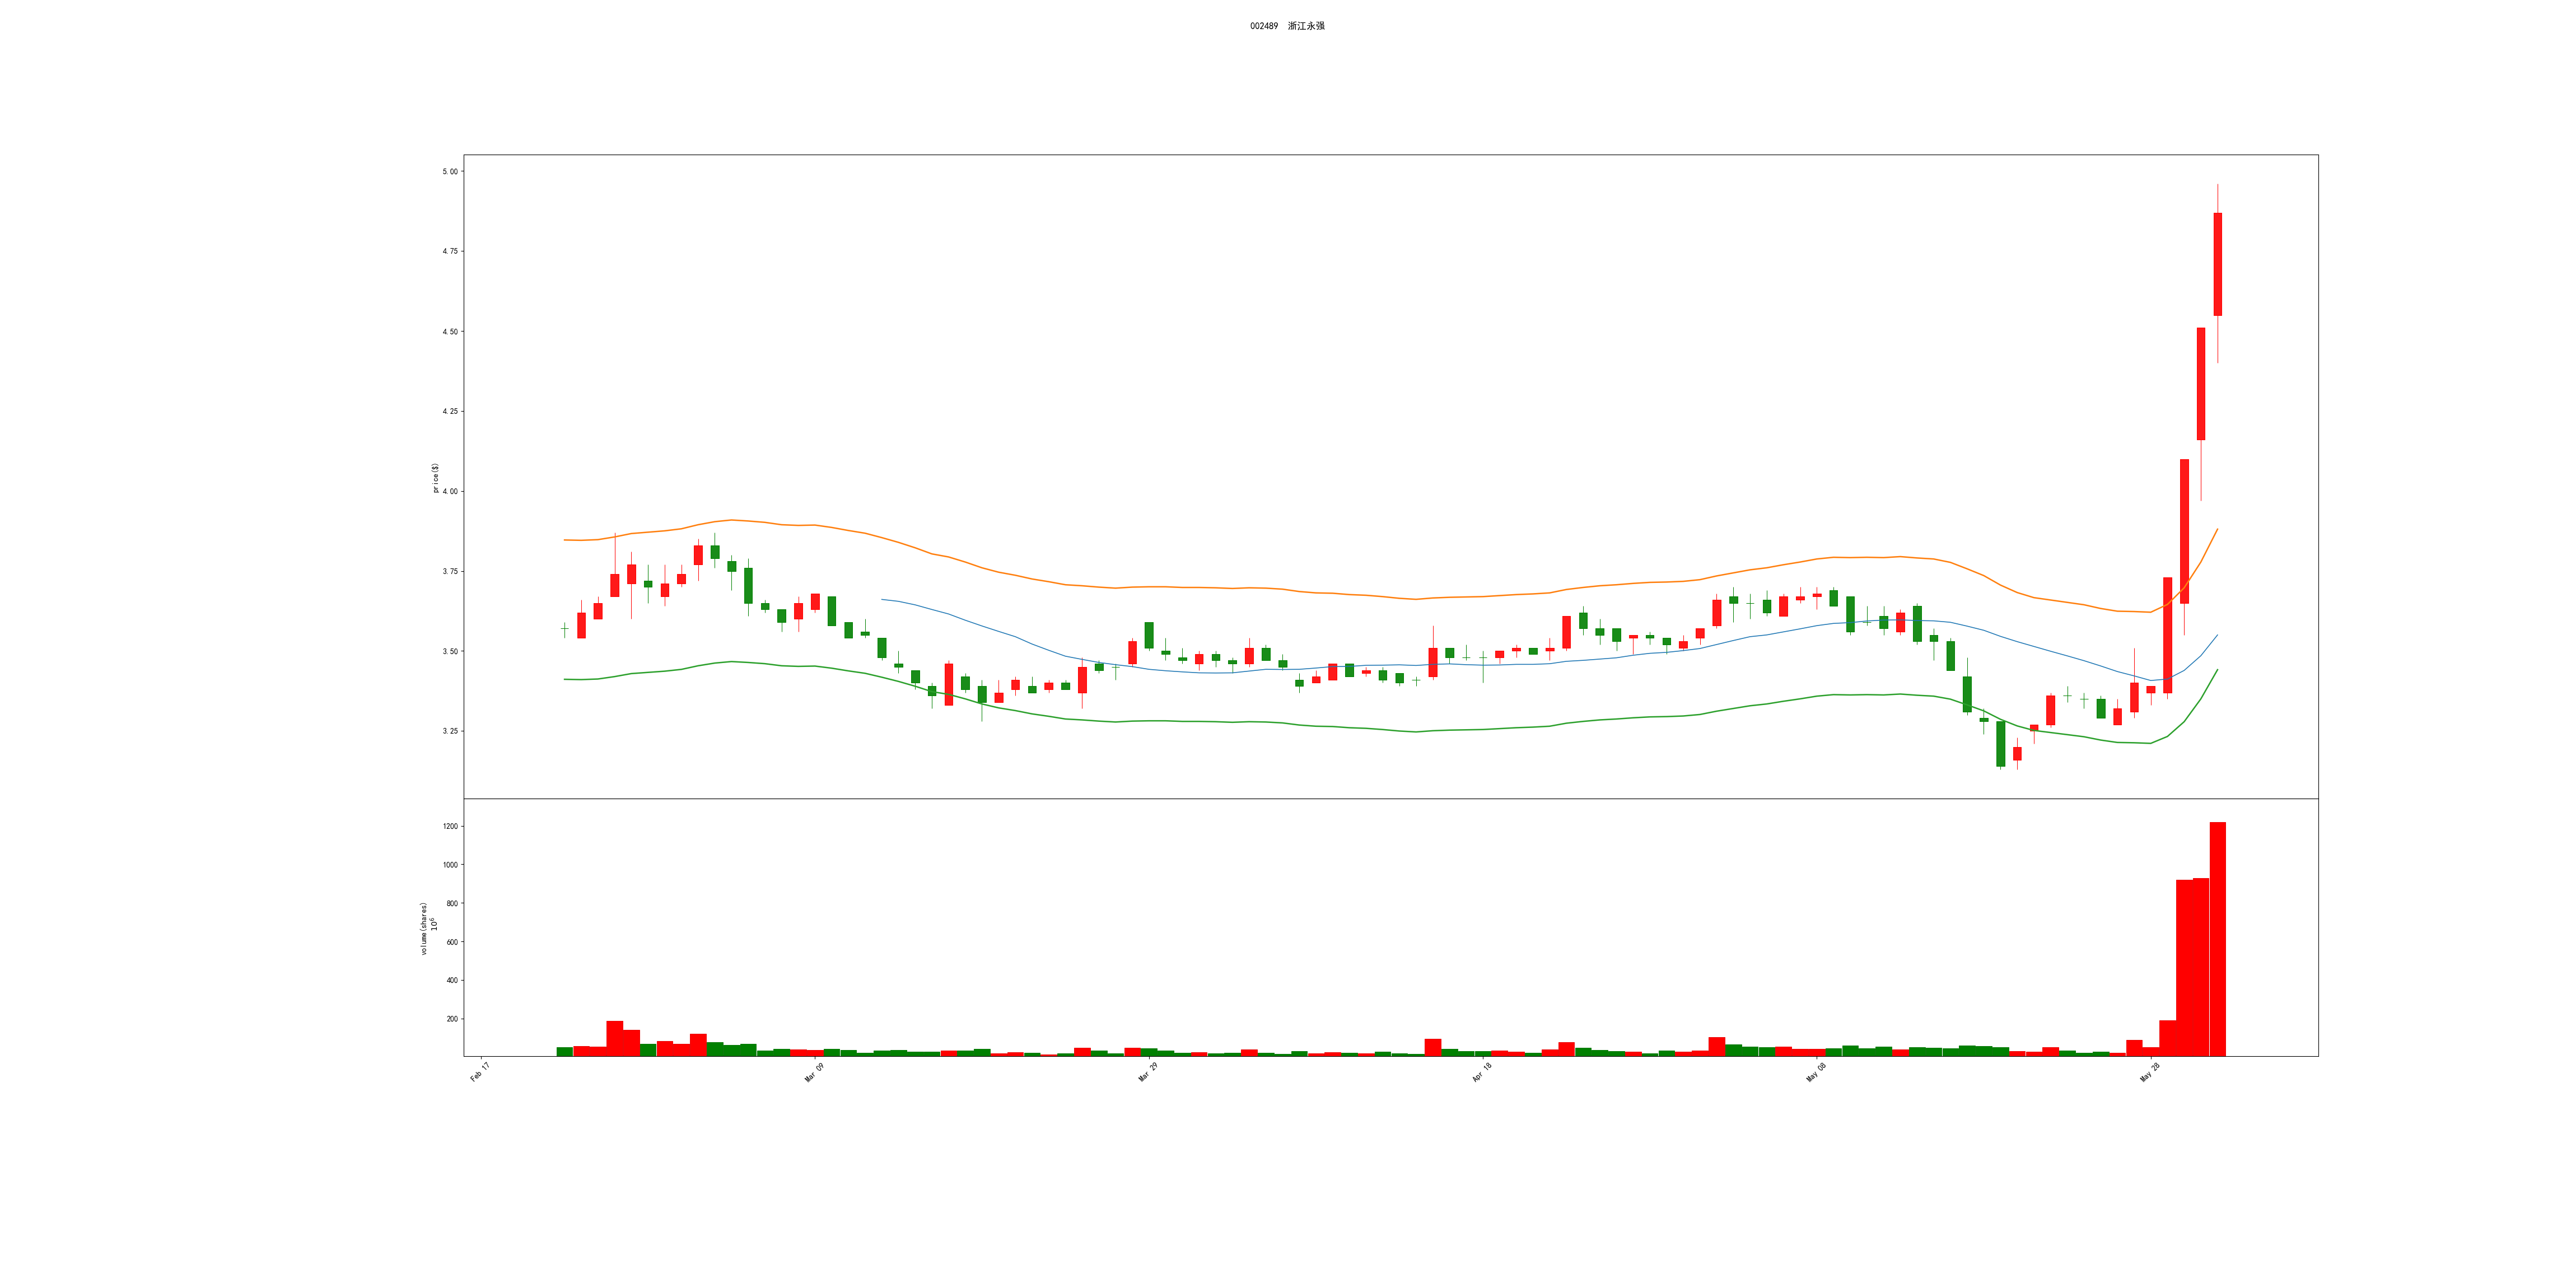 002489 浙江永强
5.00
4.75
4.50
4.25
4.00
3.75
3.50
3.25
price($)
1200
1000
800
600
400
200
volume(shares)
10⁶
Feb 17
Mar 09
Mar 29
Apr 18
May 08
May 28